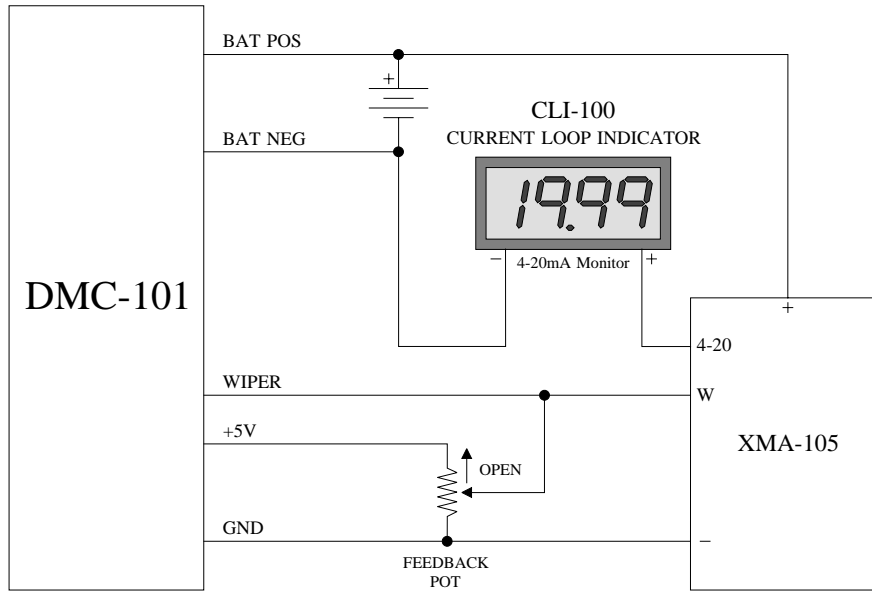 BAT POS
+
CLI-100
CURRENT LOOP INDICATOR
BAT NEG
19.99
− 4-20mA Monitor +
DMC-101
+
4-20
WIPER
W
+5V
XMA-105
OPEN
GND
−
FEEDBACK
POT